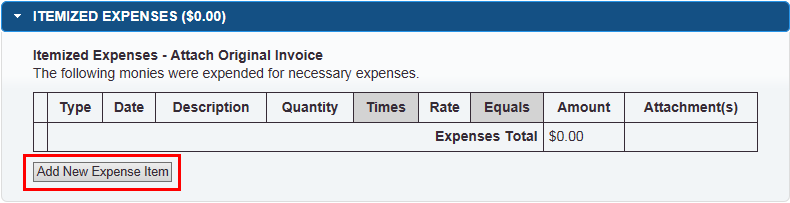 ITEMIZED EXPENSES ($0.00)
Itemized Expenses - Attach Original Invoice
The following monies were expended for necessary expenses.
Type Date Description Quantity Times Rate Equals Amount Attachment(s)
Expenses Total $0.00
Add New Expense Item